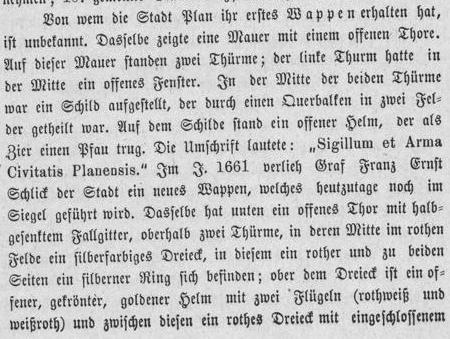 nehmen, 
Von wem die Stadt Plan ihr erstes Wappen erhalten hat,
ist unbekannt. Dasselbe zeigte eine Mauer mit einem offenen Thore.
Auf dieser Mauer standen zwei Thürme; der linke Thurm hatte in
der Mitte ein offenes Fenster. In der Mitte der beiden Thürme
war ein Schild aufgestellt, der durch einen Querbalken in zwei Fel-
der getheilt war. Auf dem Schilde stand ein offener Helm, der als
Zier einen Pfau trug. Die Umschrift lautete: „Sigillum et Arma
Civitatis Planensis.“ Im J. 1661 verlieh Graf Franz Ernst
Schlick der Stadt ein neues Wappen, welches heutzutage noch im
Siegel geführt wird. Dasselbe hat unten ein offenes Thor mit halb-
gesenktem Fallgitter, oberhalb zwei Thürme, in deren Mitte im rothen
Felde ein silberfarbiges Dreieck, in diesem ein rother und zu beiden
Seiten ein silberner Ring sich befinden; ober dem Dreieck ist ein of-
fener, gekrönter, goldener Helm mit zwei Flügeln (rothweiß und
weißroth) und zwischen diesen ein rothes Dreieck mit eingeschlossenem